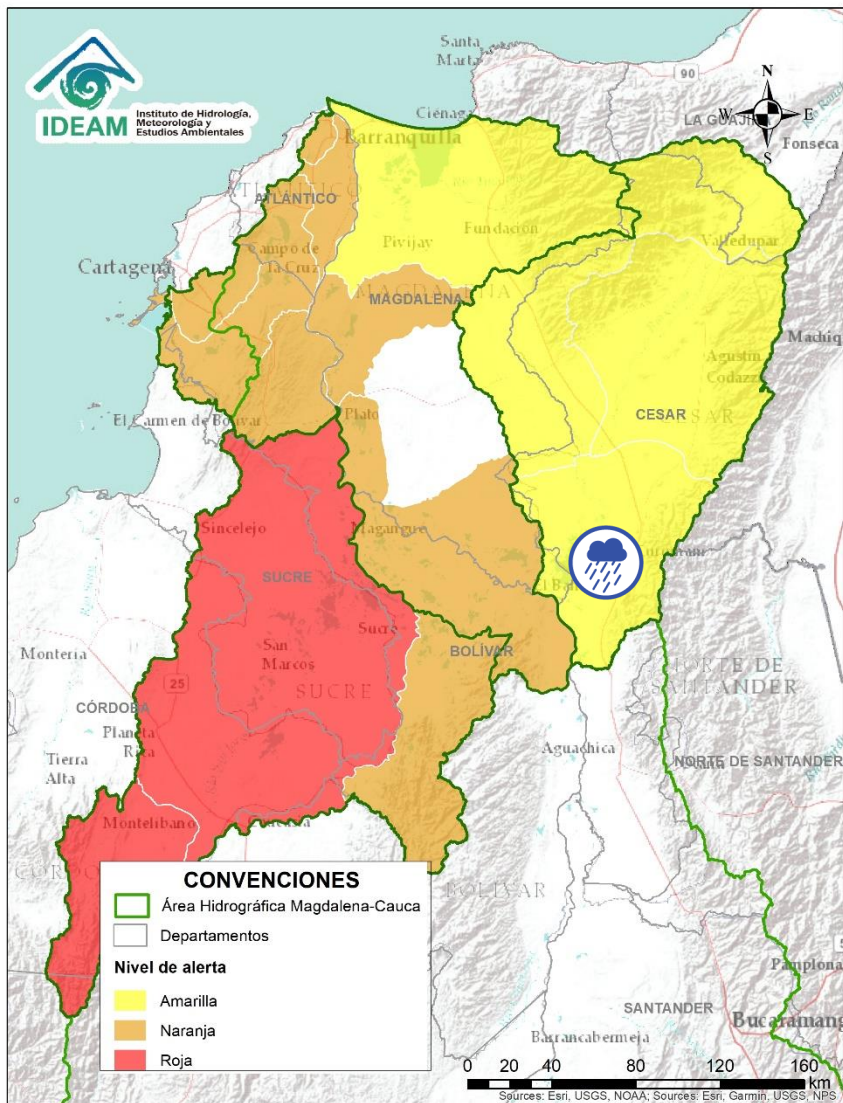 IDEAM
Instituto de Hidrología,
Meteorología y
Estudios Ambientales
Santa
Marta
90
N
W
E
S
LA GUAJIRA
Fonseca
Ciénaga
Barranquilla
ATLÁNTICO
Valledupar
Pivijay
Fundación
Campo de
la Cruz
Cartagena
MAGDALENA
MAGDALENA
Agustín
Codazzi
El Carmen de Bolívar
Plato
CESAR
CESAR
Sincelejo
Magangué
SUCRE
Sucre
San
Marcos
BOLÍVAR
SUCRE
NORTE DE
SANTANDER
Montería
25
CÓRDOBA
Planeta
Rica
Tierra
Alta
Aguachica
NORTE DE SANTANDER
Montelíbano
BOLÍVAR
CONVENCIONES
Área Hidrográfica Magdalena-Cauca
Departamentos
Nivel de alerta
Amarilla
Naranja
Roja
Pamplona
SANTANDER
Bucaramang
Barrancabermeja
0 20 40 80 120 160
km
Sources: Esri, USGS, NOAA; Sources: Esri, Garmin, USGS, NPS